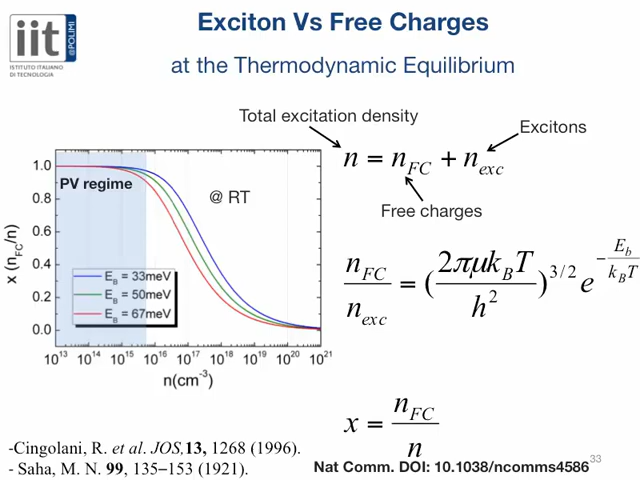 Exciton Vs Free Charges
iit
@POLIMI
ISTITUTO ITALIANO
DI TECNOLOGIA
at the Thermodynamic Equilibrium
Total excitation density
Excitons
n = n_FC + n_exc
Free charges
PV regime
@ RT
x (n_FC/n)
1.0
0.8
0.6
0.4
0.2
0.0
E_B = 33meV
E_B = 50meV
E_B = 67meV
10^13 10^14 10^15 10^16 10^17 10^18 10^19 10^20 10^21
n(cm^-3)
n_FC / n_exc = (2πμk_BT / h^2)^3/2 e^-E_b/k_BT
x = n_FC / n
-Cingolani, R. et al. JOS,13, 1268 (1996).
- Saha, M. N. 99, 135–153 (1921).
Nat Comm. DOI: 10.1038/ncomms4586
33